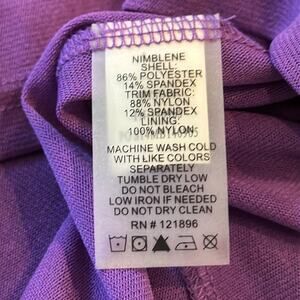 NIMBLENE
SHELL:
86% POLYESTER
14% SPANDEX
TRIM FABRIC:
88% NYLON
12% SPANDEX
LINING:
100% NYLON
MACHINE WASH COLD
WITH LIKE COLORS
SEPARATELY
TUMBLE DRY LOW
DO NOT BLEACH
LOW IRON IF NEEDED
DO NOT DRY CLEAN
RN # 121896